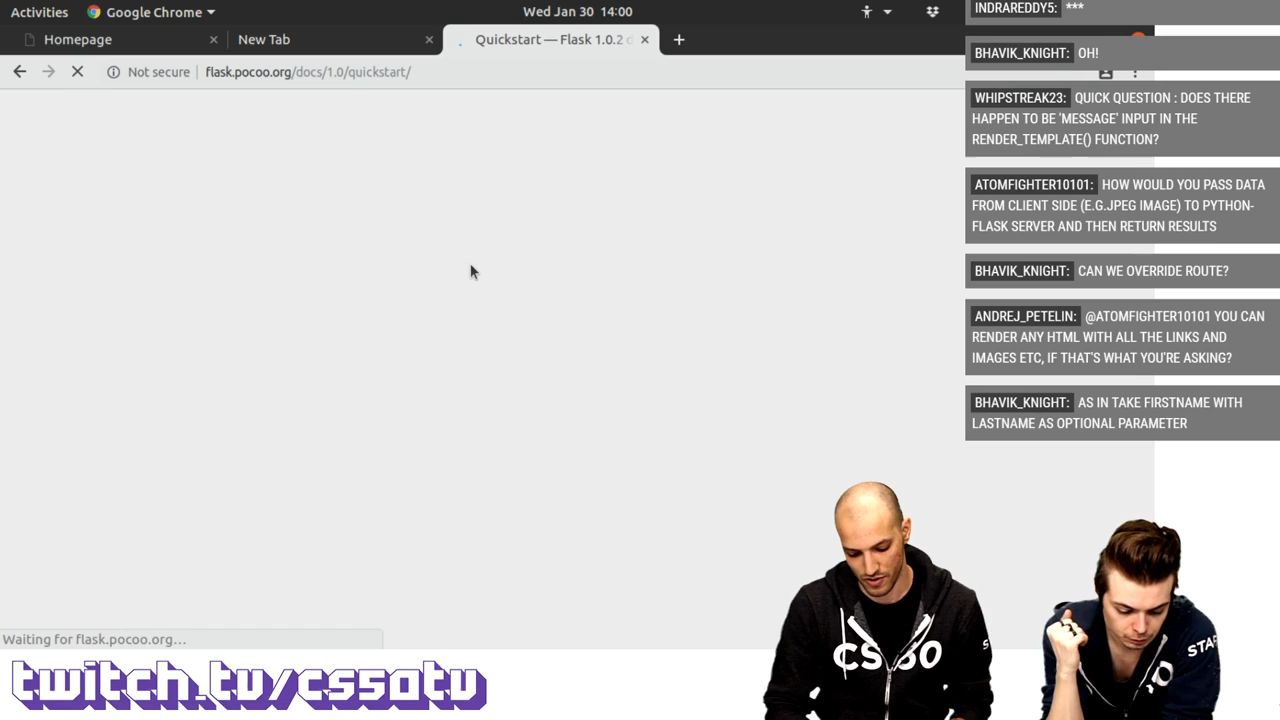 Activities Google Chrome Wed Jan 30 14:00
Homepage New Tab Quickstart — Flask 1.0.2 d
Not secure flask.pocoo.org/docs/1.0/quickstart/
INDRAREDDY5: ***
BHAVIK_KNIGHT: OH!
WHIPSTREAK23: QUICK QUESTION : DOES THERE
HAPPEN TO BE 'MESSAGE' INPUT IN THE
RENDER_TEMPLATE() FUNCTION?
ATOMFIGHTER10101: HOW WOULD YOU PASS DATA
FROM CLIENT SIDE (E.G.JPEG IMAGE) TO PYTHON-
FLASK SERVER AND THEN RETURN RESULTS
BHAVIK_KNIGHT: CAN WE OVERRIDE ROUTE?
ANDREJ_PETELIN: @ATOMFIGHTER10101 YOU CAN
RENDER ANY HTML WITH ALL THE LINKS AND
IMAGES ETC, IF THAT'S WHAT YOU'RE ASKING?
BHAVIK_KNIGHT: AS IN TAKE FIRSTNAME WITH
LASTNAME AS OPTIONAL PARAMETER
Waiting for flask.pocoo.org...
twitch.tv/cs50tv